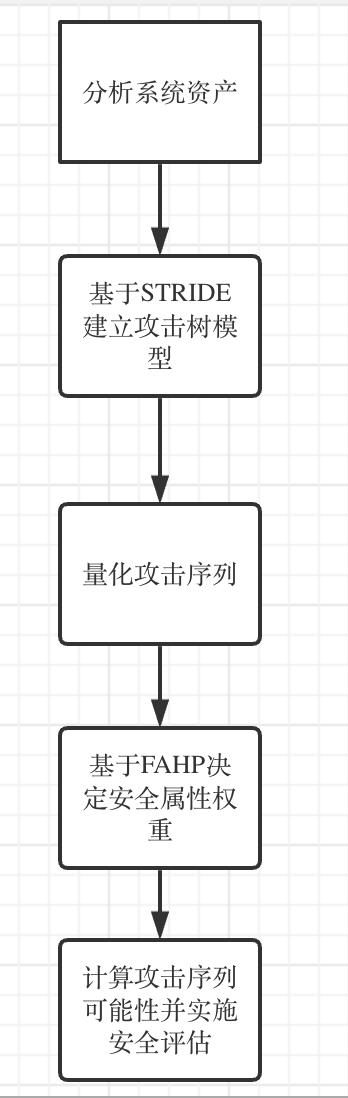 分析系统资产
基于STRIDE
建立攻击树模
型
量化攻击序列
基于FAHP决
定安全属性权
重
计算攻击序列
可能性并实施
安全评估